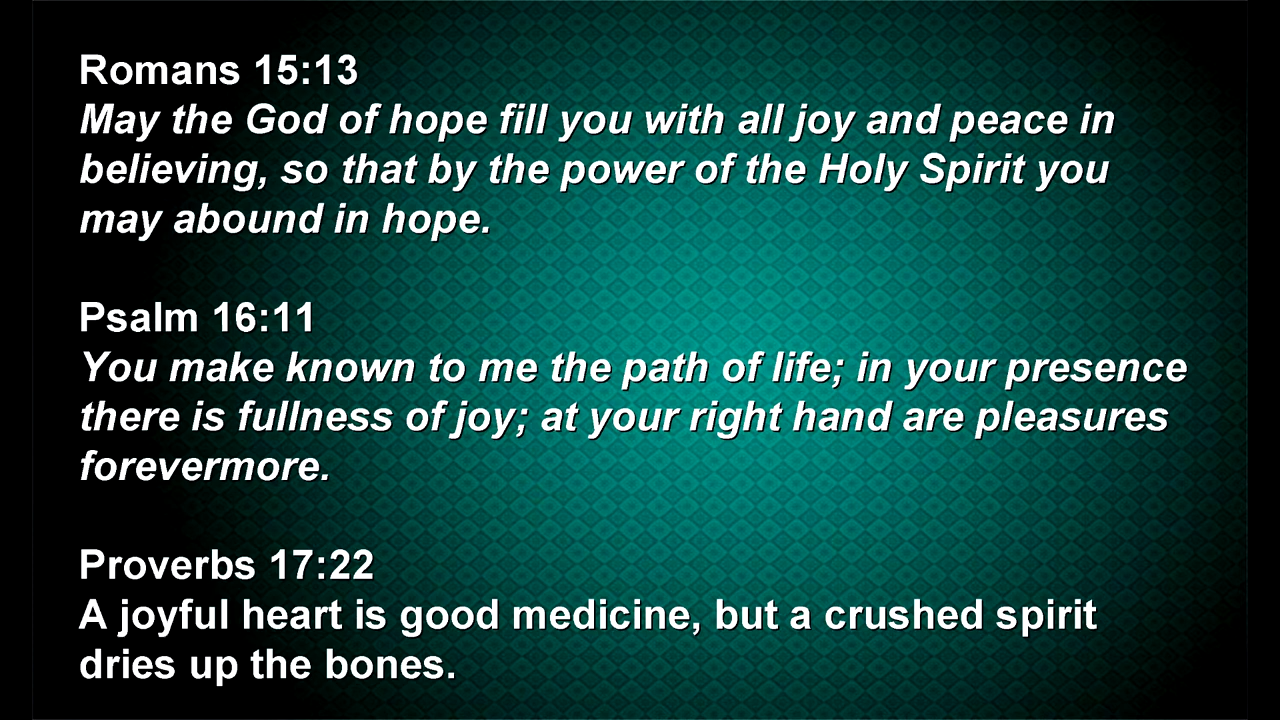 Romans 15:13
May the God of hope fill you with all joy and peace in
believing, so that by the power of the Holy Spirit you
may abound in hope.
Psalm 16:11
You make known to me the path of life; in your presence
there is fullness of joy; at your right hand are pleasures
forevermore.
Proverbs 17:22
A joyful heart is good medicine, but a crushed spirit
dries up the bones.